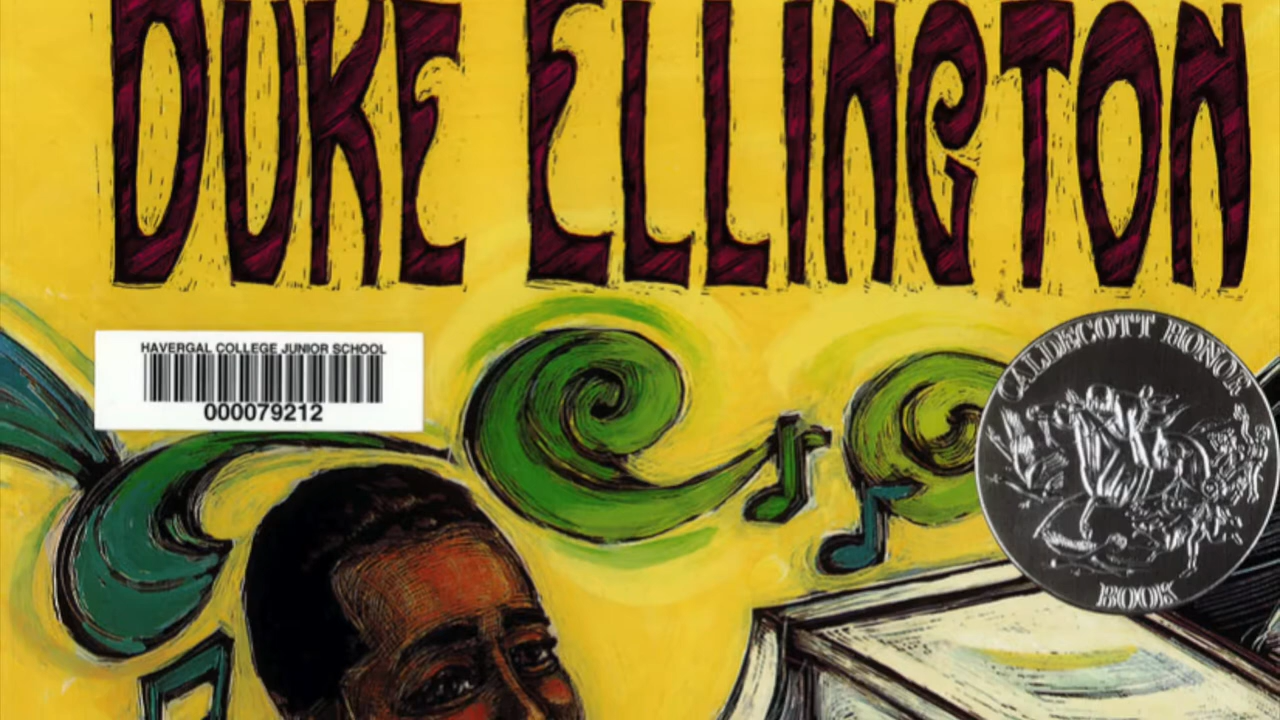 DUKE ELLINGTON
HAVERGAL COLLEGE JUNIOR SCHOOL
000079212
CALDECOTT HONOR
BOOK